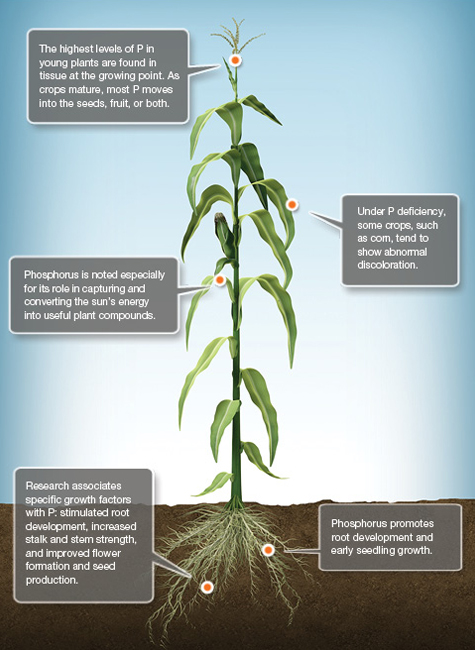 The highest levels of P in
young plants are found in
tissue at the growing point. As
crops mature, most P moves
into the seeds, fruit, or both.
Under P deficiency,
some crops, such
as corn, tend to
show abnormal
discoloration.
Phosphorus is noted especially
for its role in capturing and
converting the sun's energy
into useful plant compounds.
Research associates
specific growth factors
with P: stimulated root
development, increased
stalk and stem strength,
and improved flower
formation and seed
production.
Phosphorus promotes
root development and
early seedling growth.